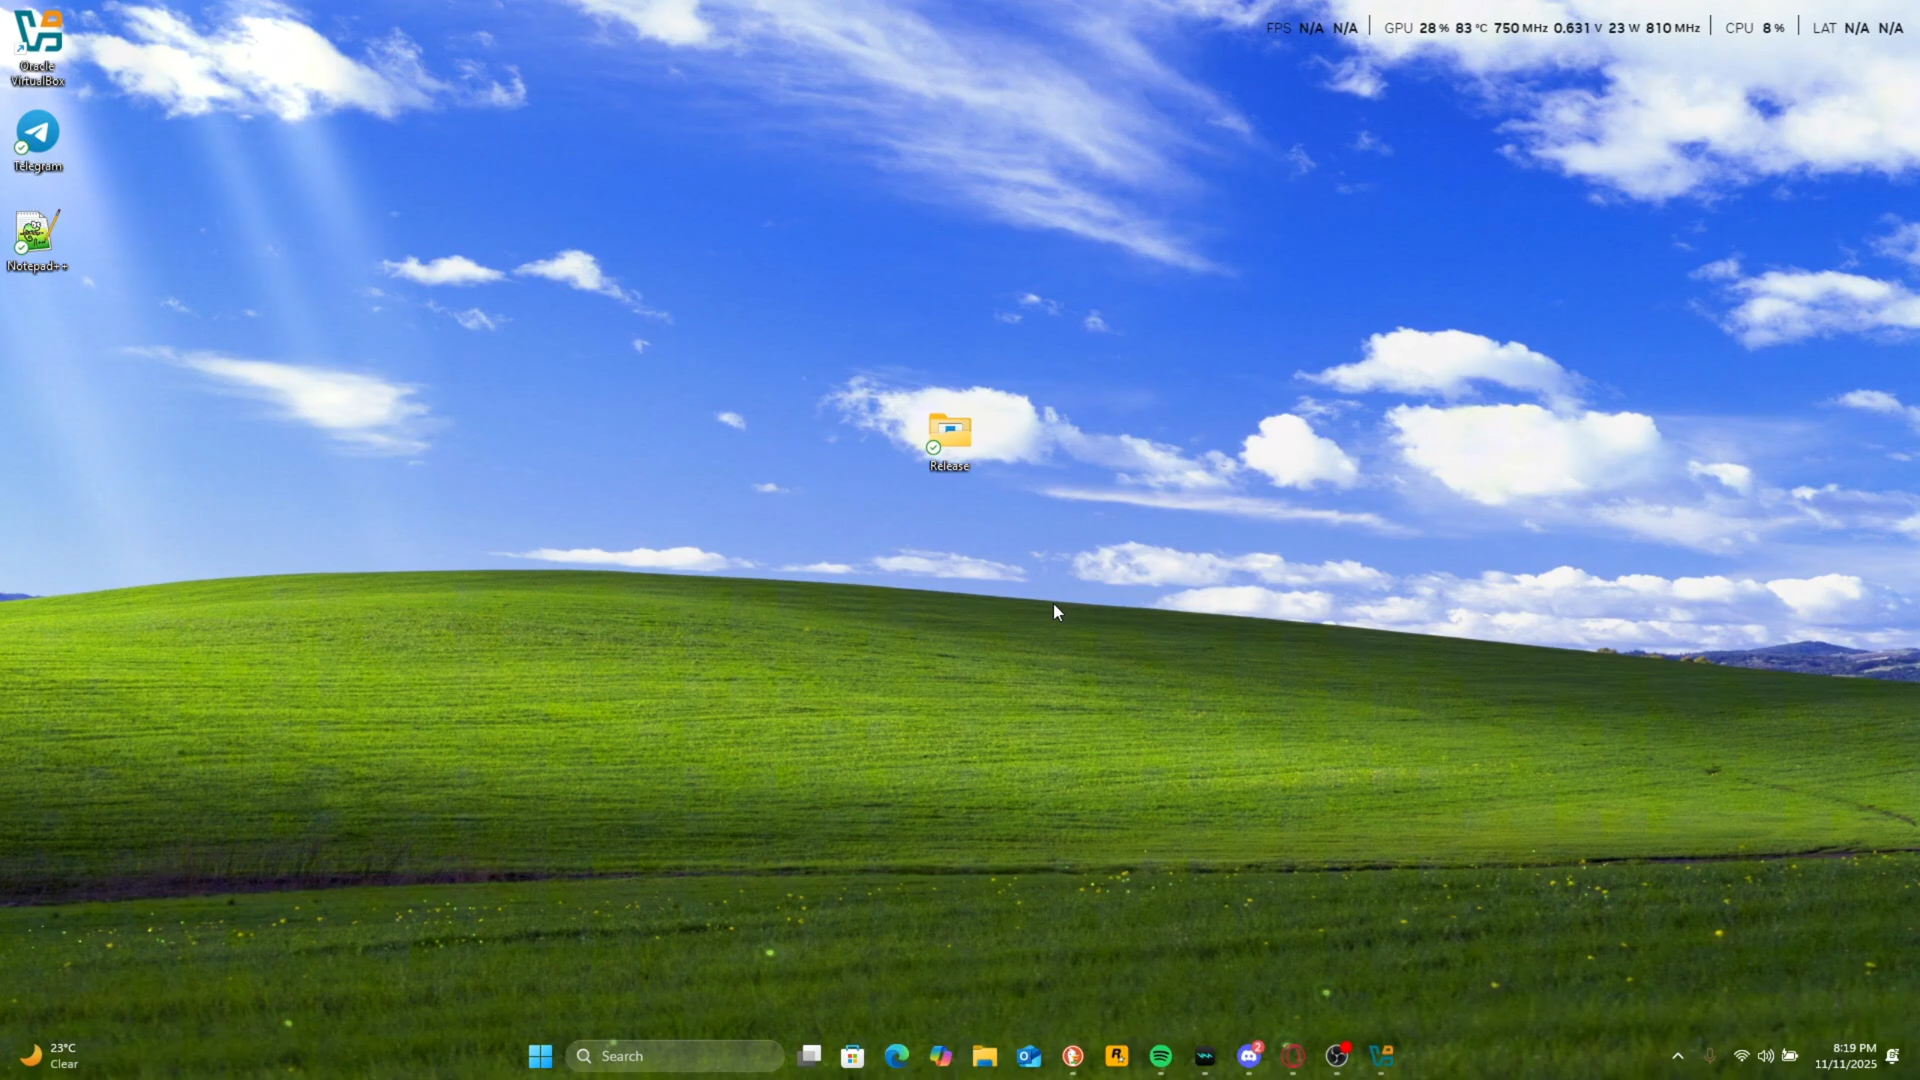 FPS N/A N/A | GPU 28 % 83 °C 750 MHz 0.631 V 23 W 810 MHz | CPU 8 % | LAT N/A N/A
Oracle
VirtualBox
Telegram
Notepad++
Release
23°C
Clear
Search
2
8:19 PM
11/11/2025